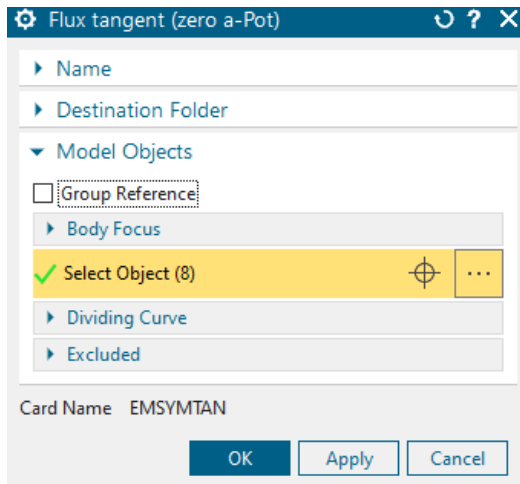 Flux tangent (zero a-Pot)
Name
Destination Folder
Model Objects
Group Reference
Body Focus
Select Object (8)
Dividing Curve
Excluded
Card Name EMSYMTAN
OK Apply Cancel